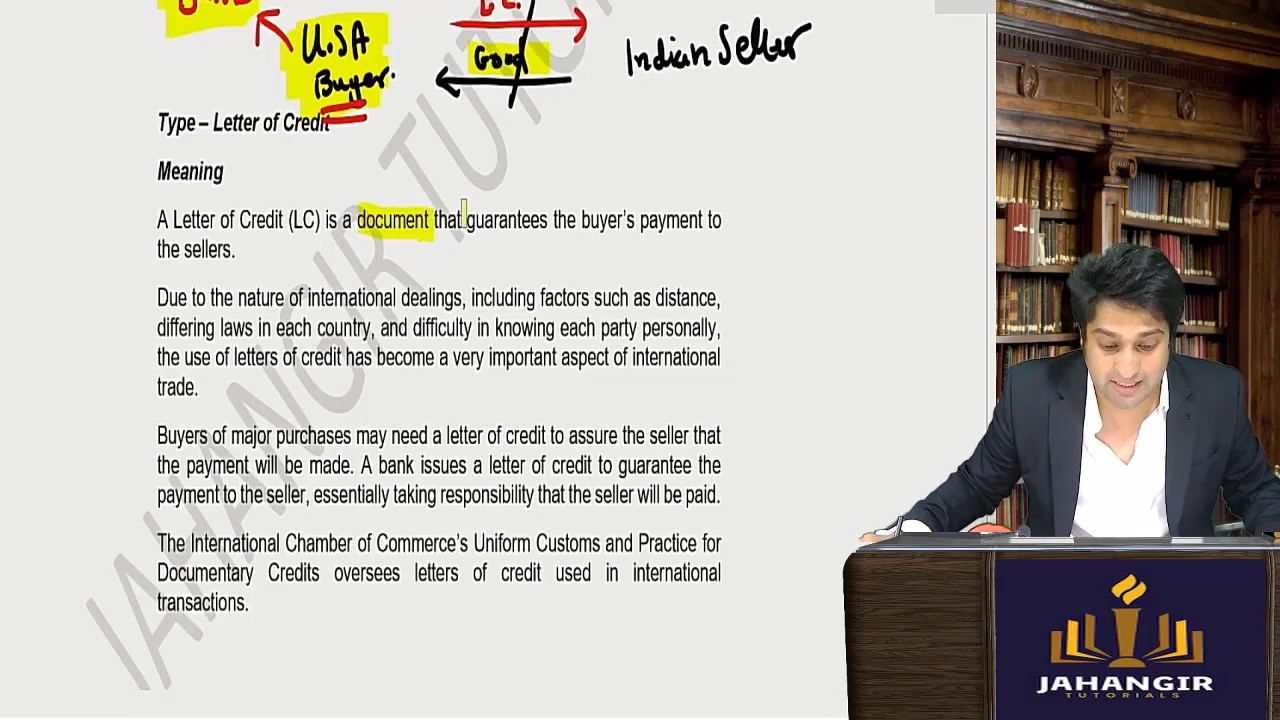 L.C.
U.SA
Buyer.
Good
Indian Seller
Type – Letter of Credit
Meaning
A Letter of Credit (LC) is a document that guarantees the buyer's payment to
the sellers.
Due to the nature of international dealings, including factors such as distance,
differing laws in each country, and difficulty in knowing each party personally,
the use of letters of credit has become a very important aspect of international
trade.
Buyers of major purchases may need a letter of credit to assure the seller that
the payment will be made. A bank issues a letter of credit to guarantee the
payment to the seller, essentially taking responsibility that the seller will be paid.
The International Chamber of Commerce's Uniform Customs and Practice for
Documentary Credits oversees letters of credit used in international
transactions.
JAHANGIR TUTOR
JAHANGIR
TUTORIALS